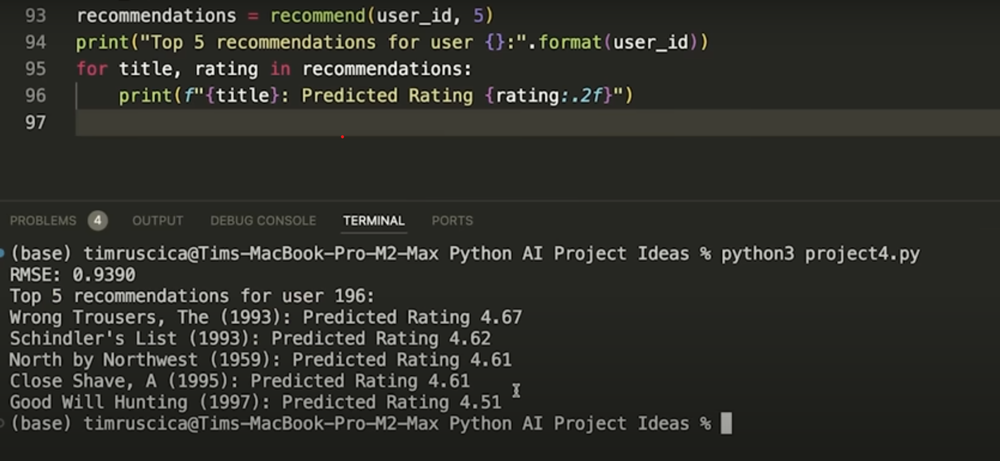 93 recommendations = recommend(user_id, 5)
94 print("Top 5 recommendations for user {}:".format(user_id))
95 for title, rating in recommendations:
96     print(f"{title}: Predicted Rating {rating:.2f}")
97
PROBLEMS 4 OUTPUT DEBUG CONSOLE TERMINAL PORTS
(base) timruscica@Tims-MacBook-Pro-M2-Max Python AI Project Ideas % python3 project4.py
RMSE: 0.9390
Top 5 recommendations for user 196:
Wrong Trousers, The (1993): Predicted Rating 4.67
Schindler's List (1993): Predicted Rating 4.62
North by Northwest (1959): Predicted Rating 4.61
Close Shave, A (1995): Predicted Rating 4.61
Good Will Hunting (1997): Predicted Rating 4.51
(base) timruscica@Tims-MacBook-Pro-M2-Max Python AI Project Ideas %